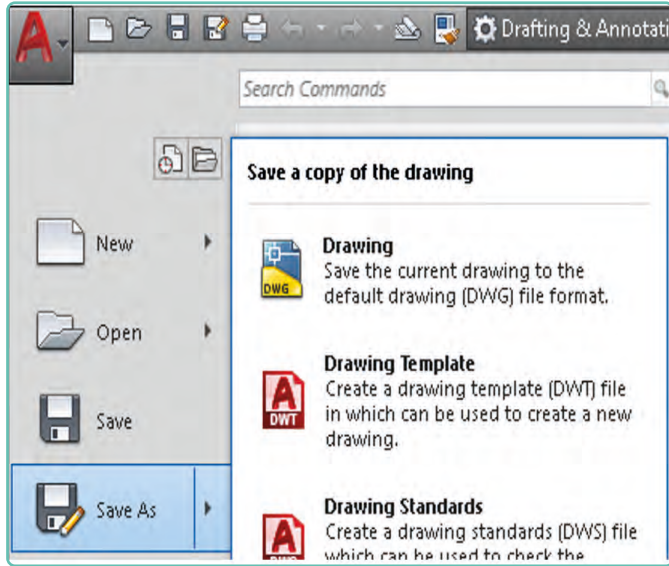 Drafting & Annotati
Search Commands
Save a copy of the drawing
New
Drawing
Save the current drawing to the
default drawing (DWG) file format.
DWG
Open
Drawing Template
Create a drawing template (DWT) file
in which can be used to create a new
drawing.
DWT
Save
Save As
Drawing Standards
Create a drawing standards (DWS) file
which can be used to check the